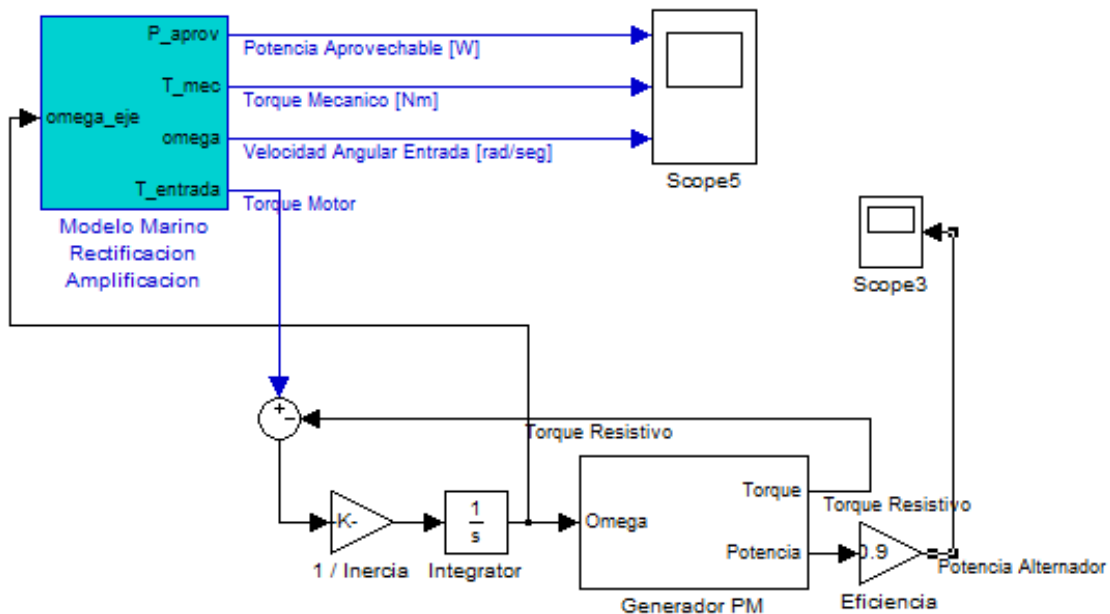 P_aprov
Potencia Aprovechable [W]
T_mec
Torque Mecanico [Nm]
omega_eje
omega
Velocidad Angular Entrada [rad/seg]
T_entrada
Torque Motor
Scope5
Modelo Marino
Rectificacion
Amplificacion
Scope3
+
−
Torque Resistivo
Torque
Torque Resistivo
-K-
1
s
Omega
Potencia
0.9
Potencia Alternador
1 / Inercia
Integrator
Generador PM
Eficiencia